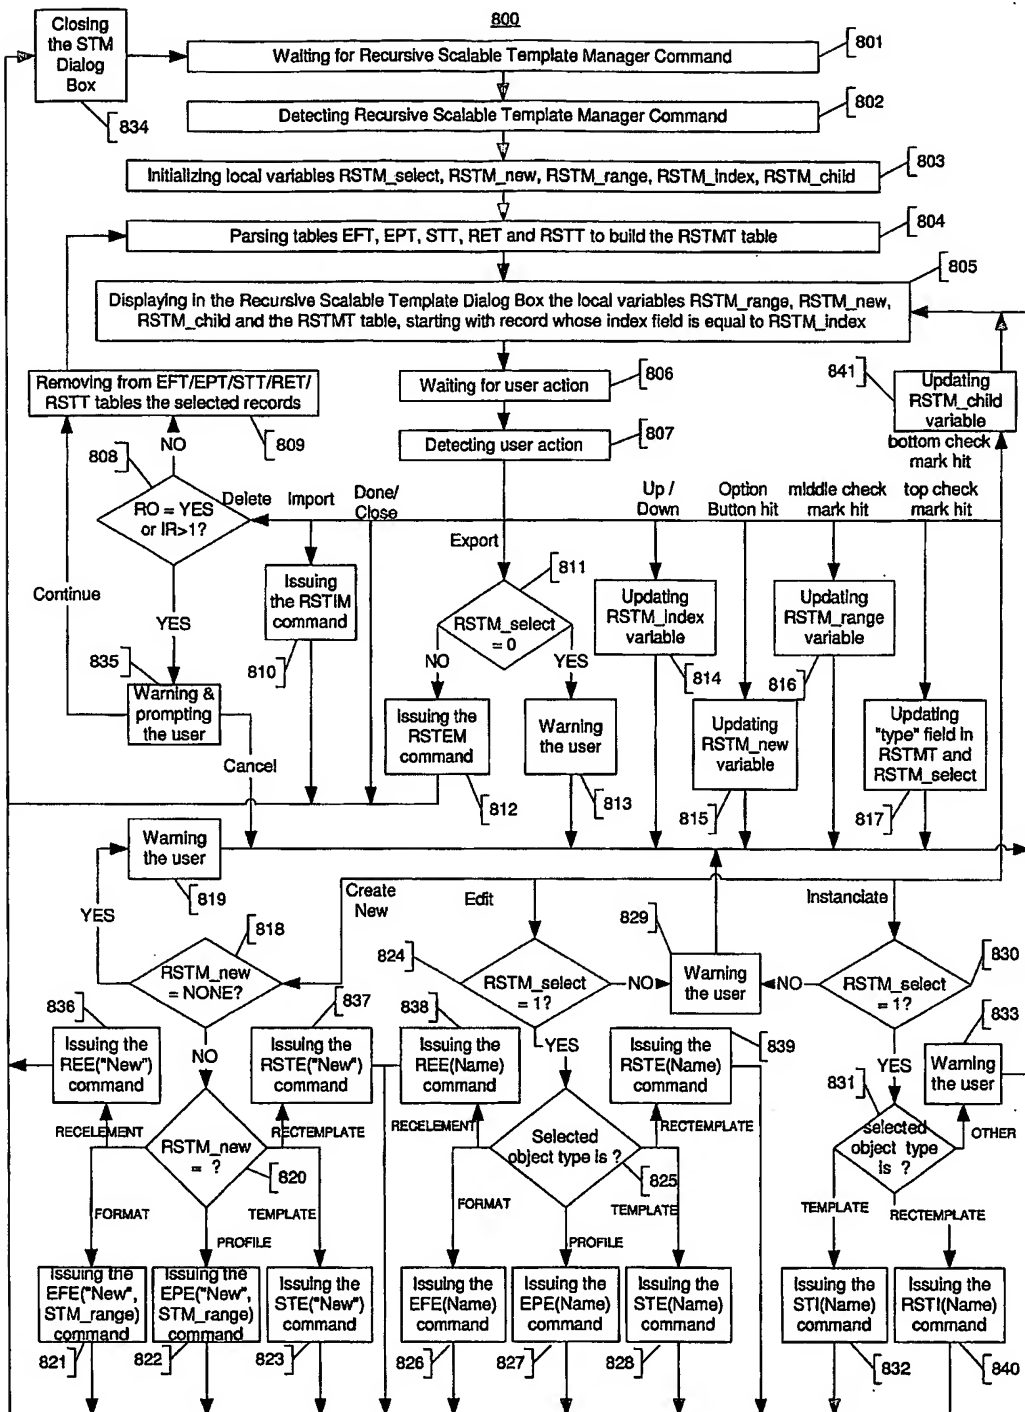 800
Closing
the STM
Dialog
Box
834
Waiting for Recursive Scalable Template Manager Command
801
Detecting Recursive Scalable Template Manager Command
802
Initializing local variables RSTM_select, RSTM_new, RSTM_range, RSTM_index, RSTM_child
803
Parsing tables EFT, EPT, STT, RET and RSTT to build the RSTMT table
804
Displaying in the Recursive Scalable Template Dialog Box the local variables RSTM_range, RSTM_new,
RSTM_child and the RSTMT table, starting with record whose index field is equal to RSTM_index
805
Waiting for user action
806
Detecting user action
807
Removing from EFT/EPT/STT/RET/
RSTT tables the selected records
809
841
Updating
RSTM_child
variable
bottom check
mark hit
NO
808
RO = YES
or IR>1?
Delete
Import
Done/
Close
Export
Up /
Down
Option
Button hit
middle check
mark hit
top check
mark hit
Continue
YES
835
Warning &
prompting
the user
Cancel
Issuing
the RSTIM
command
810
811
RSTM_select
= 0
NO
YES
Issuing the
RSTEM
command
812
Warning
the user
813
Updating
RSTM_index
variable
814
Updating
RSTM_new
variable
815
Updating
RSTM_range
variable
816
Updating
"type" field in
RSTMT and
RSTM_select
817
Warning
the user
819
YES
Create
New
Edit
Instanciate
818
RSTM_new
= NONE?
NO
824
RSTM_select
= 1?
NO
YES
829
Warning
the user
NO
830
RSTM_select
= 1?
YES
833
Warning
the user
836
Issuing the
REE("New")
command
837
Issuing the
RSTE("New")
command
838
Issuing the
REE(Name)
command
839
Issuing the
RSTE(Name)
command
RECELEMENT
RSTM_new
= ?
RECTEMPLATE
820
FORMAT
PROFILE
TEMPLATE
RECELEMENT
Selected
object type is ?
RECTEMPLATE
825
FORMAT
PROFILE
TEMPLATE
831
selected
object type
is ?
OTHER
TEMPLATE
RECTEMPLATE
Issuing the
EFE("New",
STM_range)
command
821
Issuing the
EPE("New",
STM_range)
command
822
Issuing the
STE("New")
command
823
Issuing the
EFE(Name)
command
826
Issuing the
EPE(Name)
command
827
Issuing the
STE(Name)
command
828
Issuing the
STI(Name)
command
832
Issuing the
RSTI(Name)
command
840